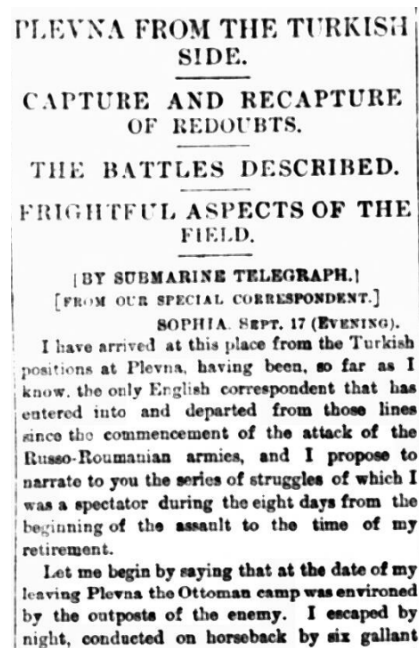 PLEVNA FROM THE TURKISH
SIDE.
CAPTURE AND RECAPTURE
OF REDOUBTS.
THE BATTLES DESCRIBED.
FRIGHTFUL ASPECTS OF THE
FIELD.
[BY SUBMARINE TELEGRAPH.]
[FROM OUR SPECIAL CORRESPONDENT.]
SOPHIA. SEPT. 17 (EVENING).
I have arrived at this place from the Turkish
positions at Plevna, having been, so far as I
know, the only English correspondent that has
entered into and departed from those lines
since the commencement of the attack of the
Russo-Roumanian armies, and I propose to
narrate to you the series of struggles of which I
was a spectator during the eight days from the
beginning of the assault to the time of my
retirement.
Let me begin by saying that at the date of my
leaving Plevna the Ottoman camp was environed
by the outposts of the enemy. I escaped by
night, conducted on horseback by six gallant